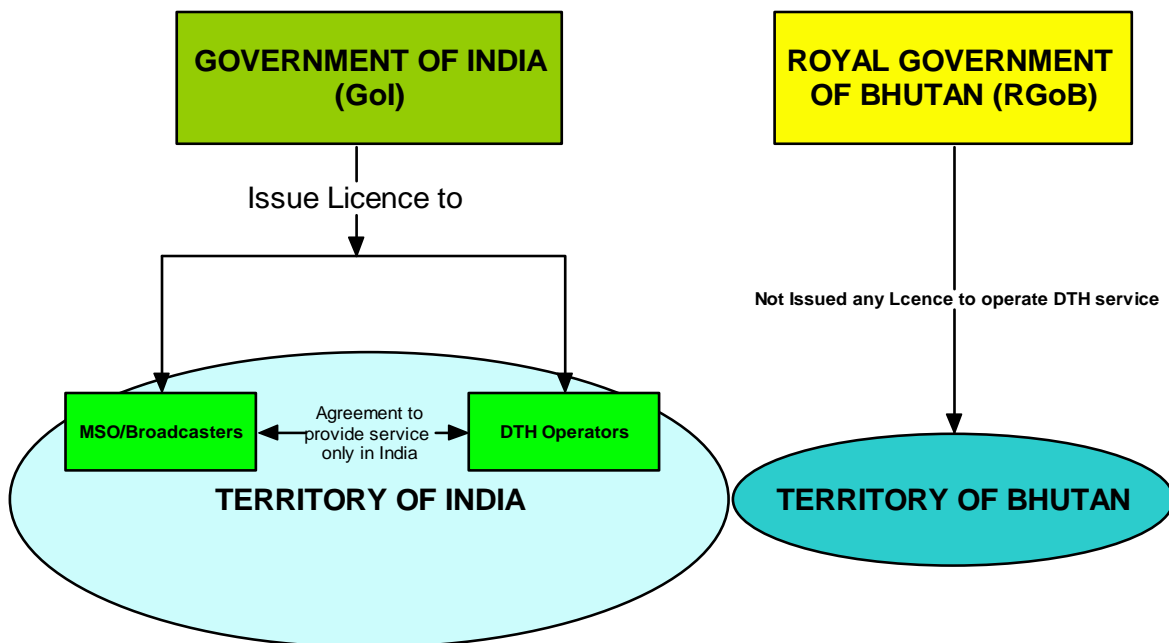 GOVERNMENT OF INDIA
(GoI)
ROYAL GOVERNMENT
OF BHUTAN (RGoB)
Issue Licence to
Not Issued any Lcence to operate DTH service
MSO/Broadcasters
Agreement to
provide service
only in India
DTH Operators
TERRITORY OF INDIA
TERRITORY OF BHUTAN